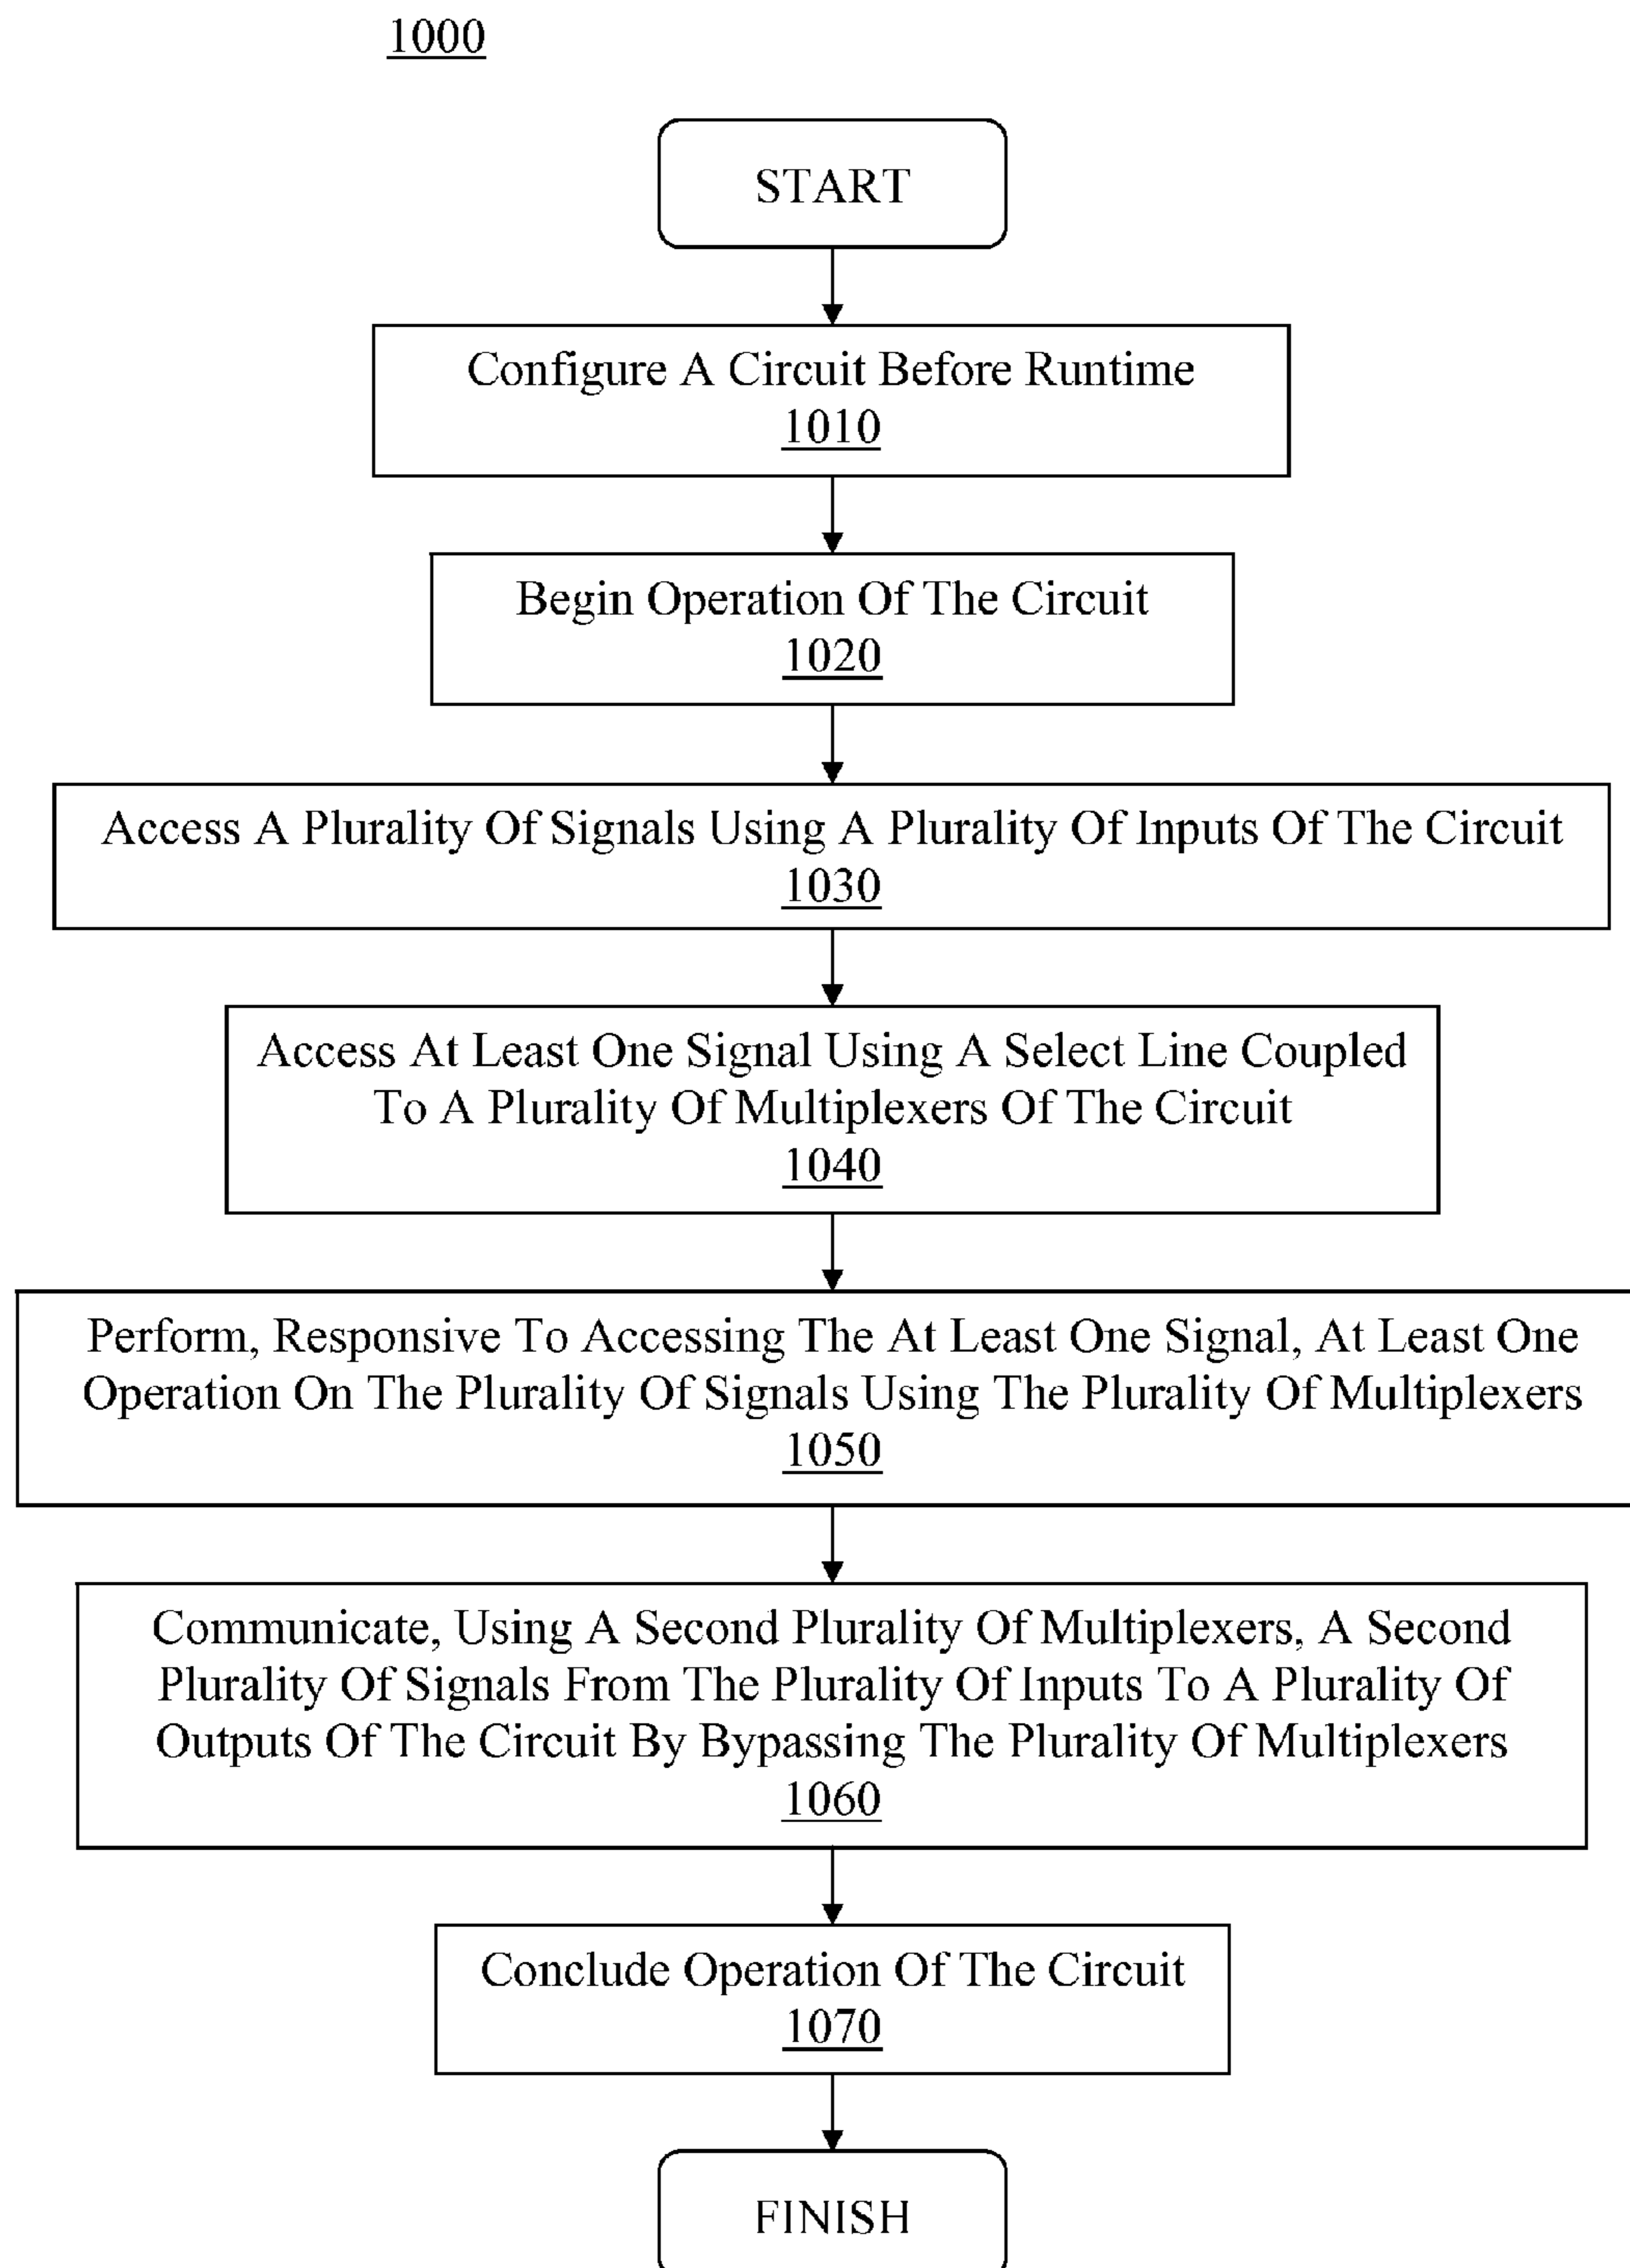 1000
START
Configure A Circuit Before Runtime
1010
Begin Operation Of The Circuit
1020
Access A Plurality Of Signals Using A Plurality Of Inputs Of The Circuit
1030
Access At Least One Signal Using A Select Line Coupled
To A Plurality Of Multiplexers Of The Circuit
1040
Perform, Responsive To Accessing The At Least One Signal, At Least One
Operation On The Plurality Of Signals Using The Plurality Of Multiplexers
1050
Communicate, Using A Second Plurality Of Multiplexers, A Second
Plurality Of Signals From The Plurality Of Inputs To A Plurality Of
Outputs Of The Circuit By Bypassing The Plurality Of Multiplexers
1060
Conclude Operation Of The Circuit
1070
FINISH